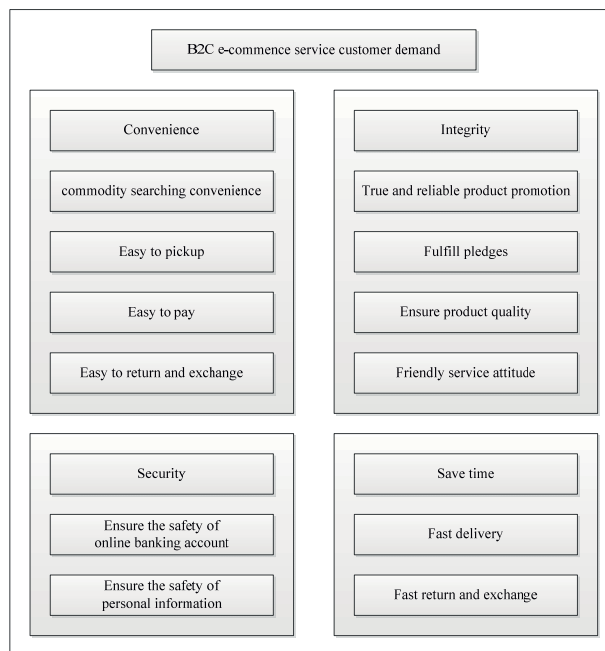 B2C e-commence service customer demand
Convenience
commodity searching convenience
Easy to pickup
Easy to pay
Easy to return and exchange
Integrity
True and reliable product promotion
Fulfill pledges
Ensure product quality
Friendly service attitude
Security
Ensure the safety of
online banking account
Ensure the safety of
personal information
Save time
Fast delivery
Fast return and exchange